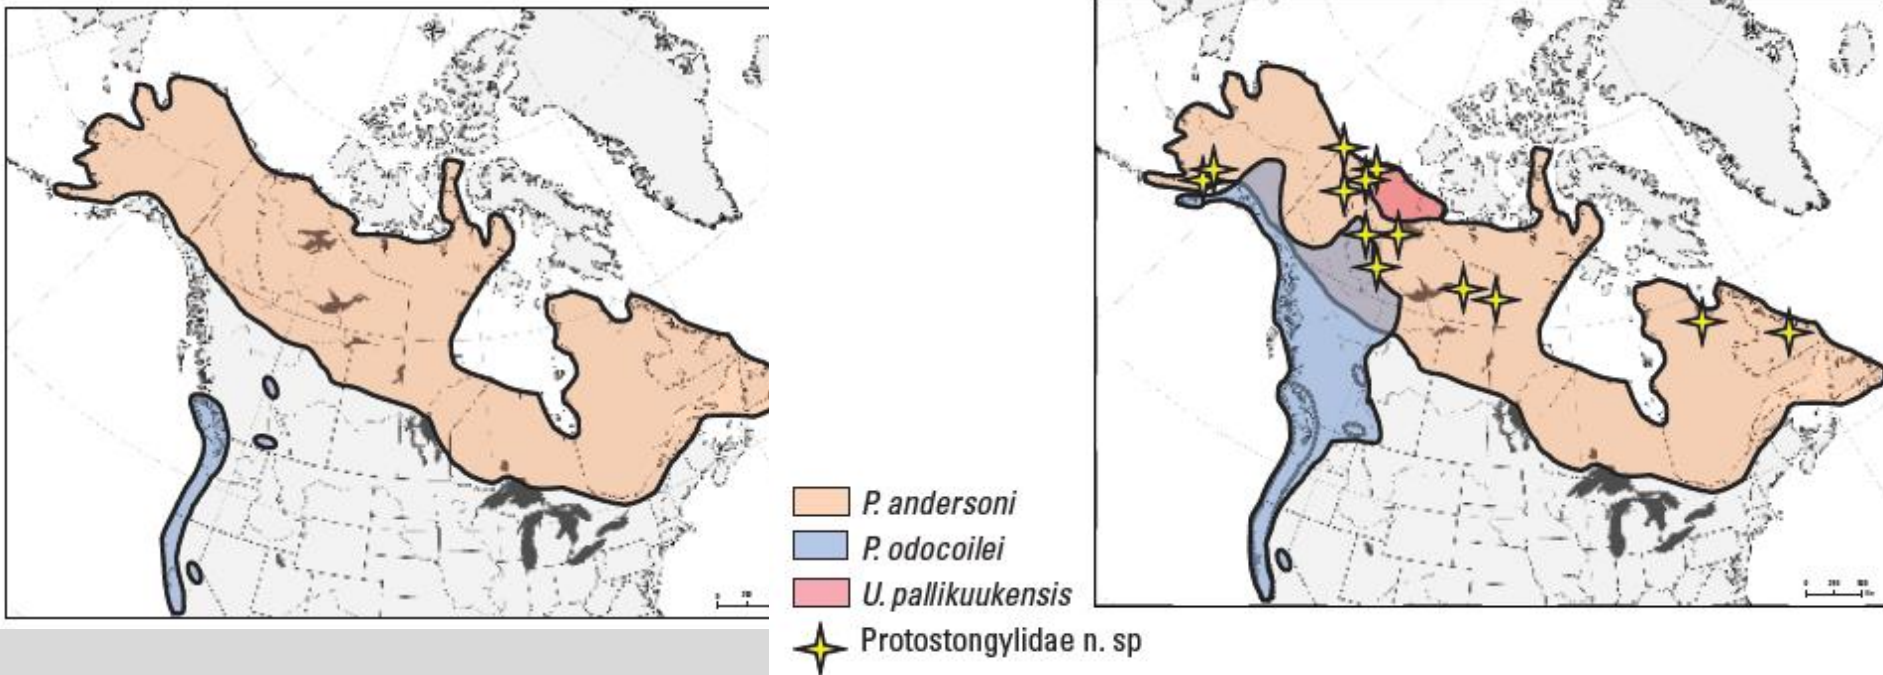 P. andersoni
P. odocoilei
U. pallikuukensis
Protostongylidae n. sp